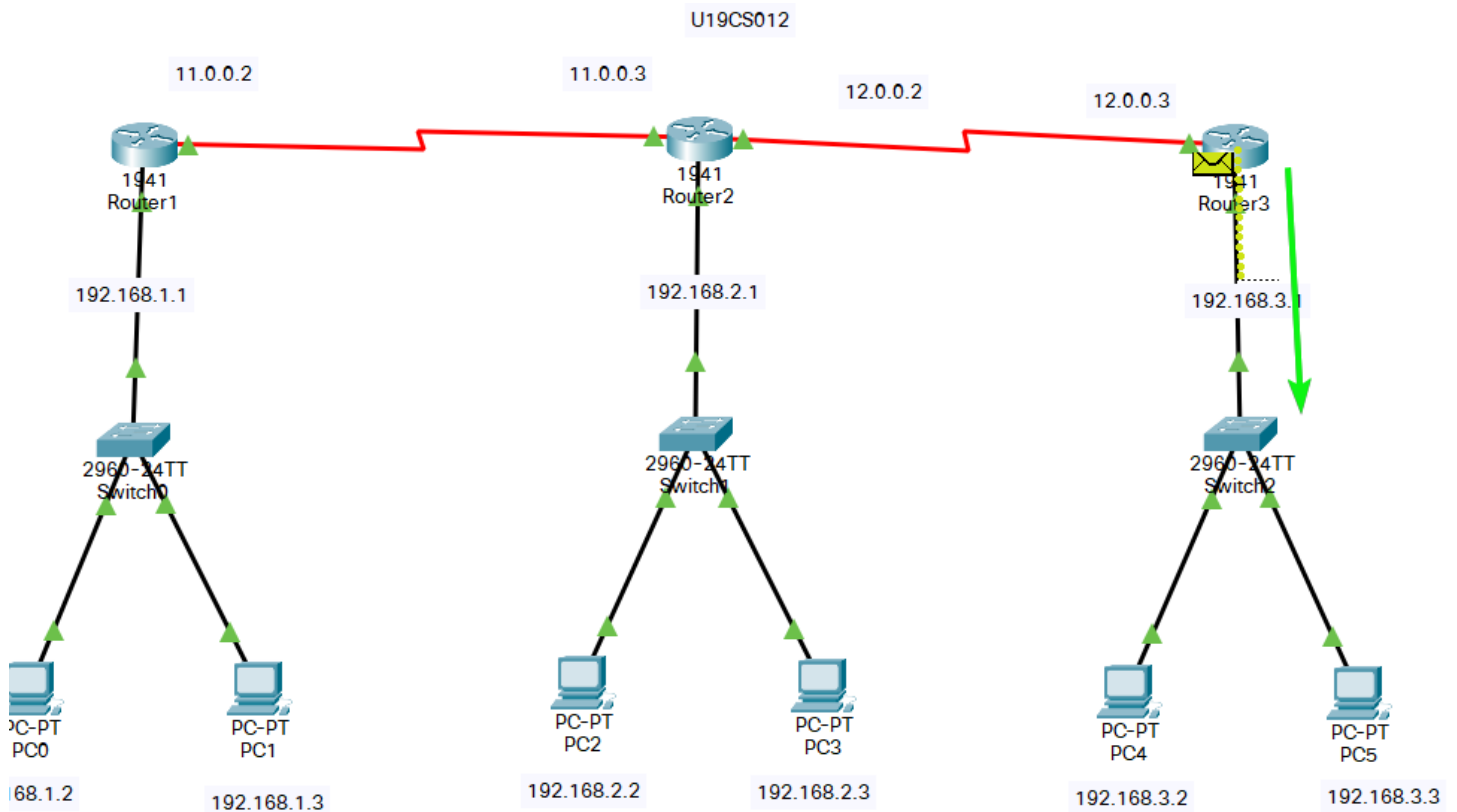 U19CS012
11.0.0.2
11.0.0.3
12.0.0.2
12.0.0.3
1941
Router1
1941
Router2
1941
Router3
192.168.1.1
192.168.2.1
192.168.3.1
2960-24TT
Switch0
2960-24TT
Switch1
2960-24TT
Switch2
PC-PT
PC0
PC-PT
PC1
PC-PT
PC2
PC-PT
PC3
PC-PT
PC4
PC-PT
PC5
168.1.2
192.168.1.3
192.168.2.2
192.168.2.3
192.168.3.2
192.168.3.3